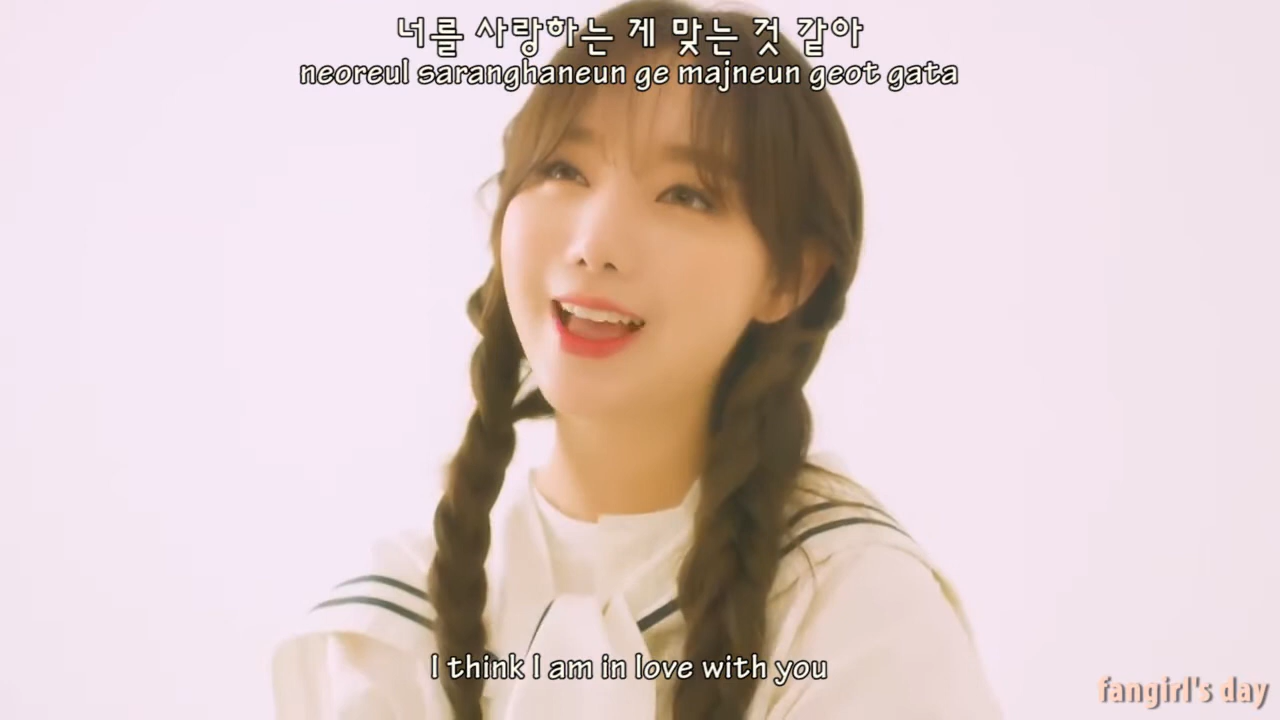 너를 사랑하는 게 맞는 것 같아
neoreul saranghaneun ge majneun geot gata
I think I am in love with you
fangirl's day